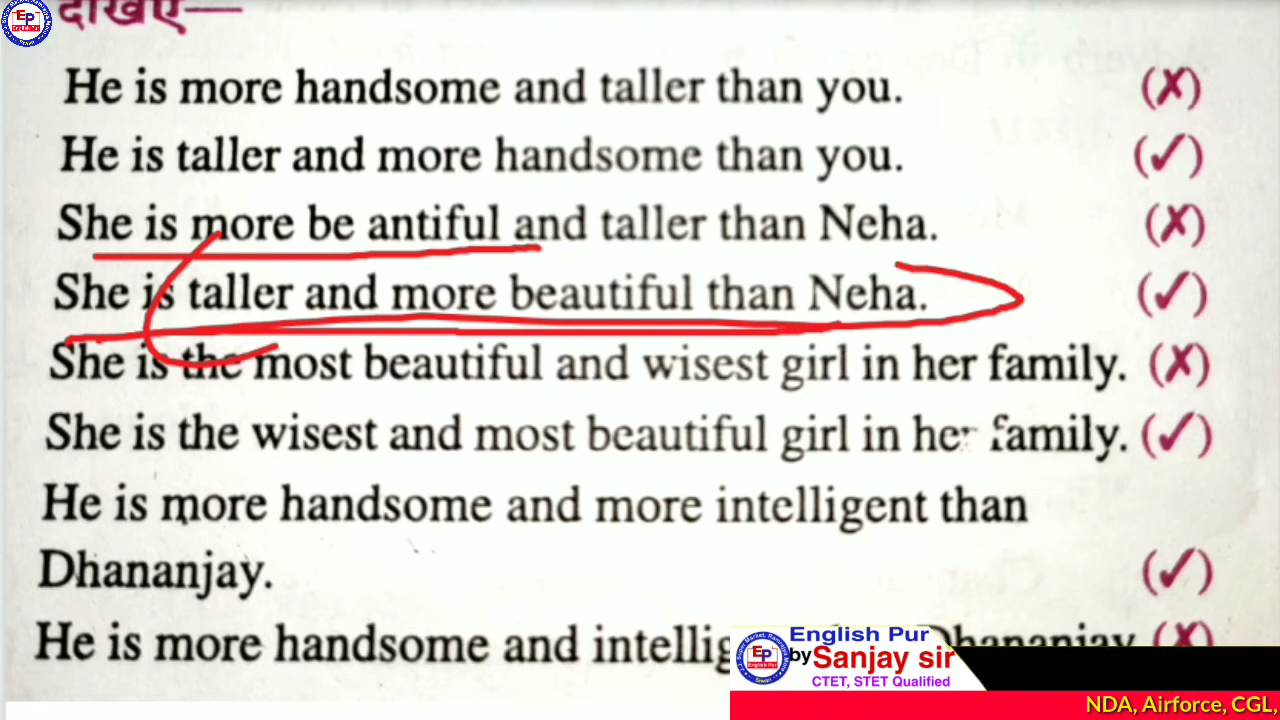 देखिए—
He is more handsome and taller than you. (✗)
He is taller and more handsome than you. (✓)
She is more be antiful and taller than Neha. (✗)
She is taller and more beautiful than Neha. (✓)
She is the most beautiful and wisest girl in her family. (✗)
She is the wisest and most beautiful girl in her family. (✓)
He is more handsome and more intelligent than
Dhananjay. (✓)
He is more handsome and intellig Dhananjay (✗)
Ep
English Pur
English Pur
by Sanjay sir
CTET, STET Qualified
NDA, Airforce, CGL,